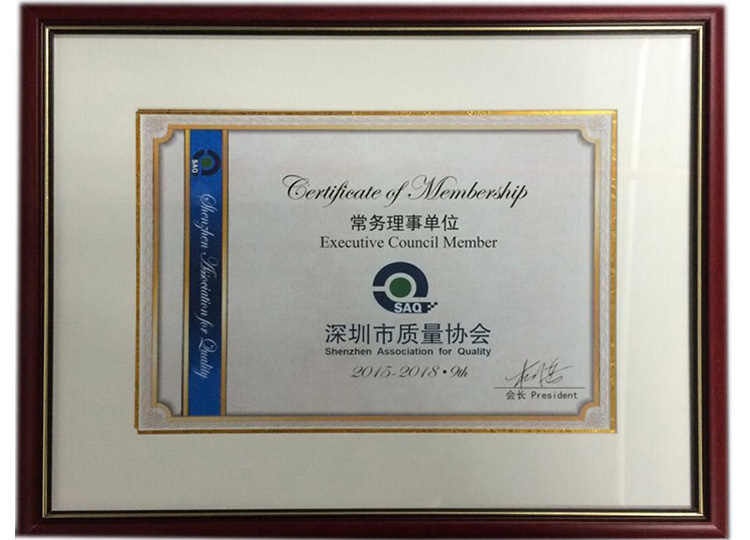 SAQ
Shenzhen Association for Quality
Certificate of Membership
常务理事单位
Executive Council Member
SAQ
深圳市质量协会
Shenzhen Association for Quality
2015-2018·9th
会长 President